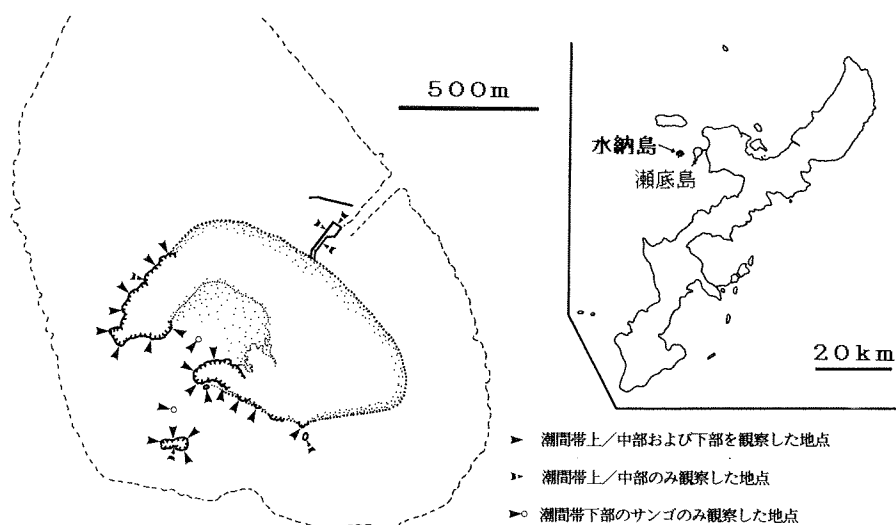 500m
水納島
瀬底島
20km
潮間帯上/中部および下部を観察した地点
潮間帯上/中部のみ観察した地点
潮間帯下部のサンゴのみ観察した地点